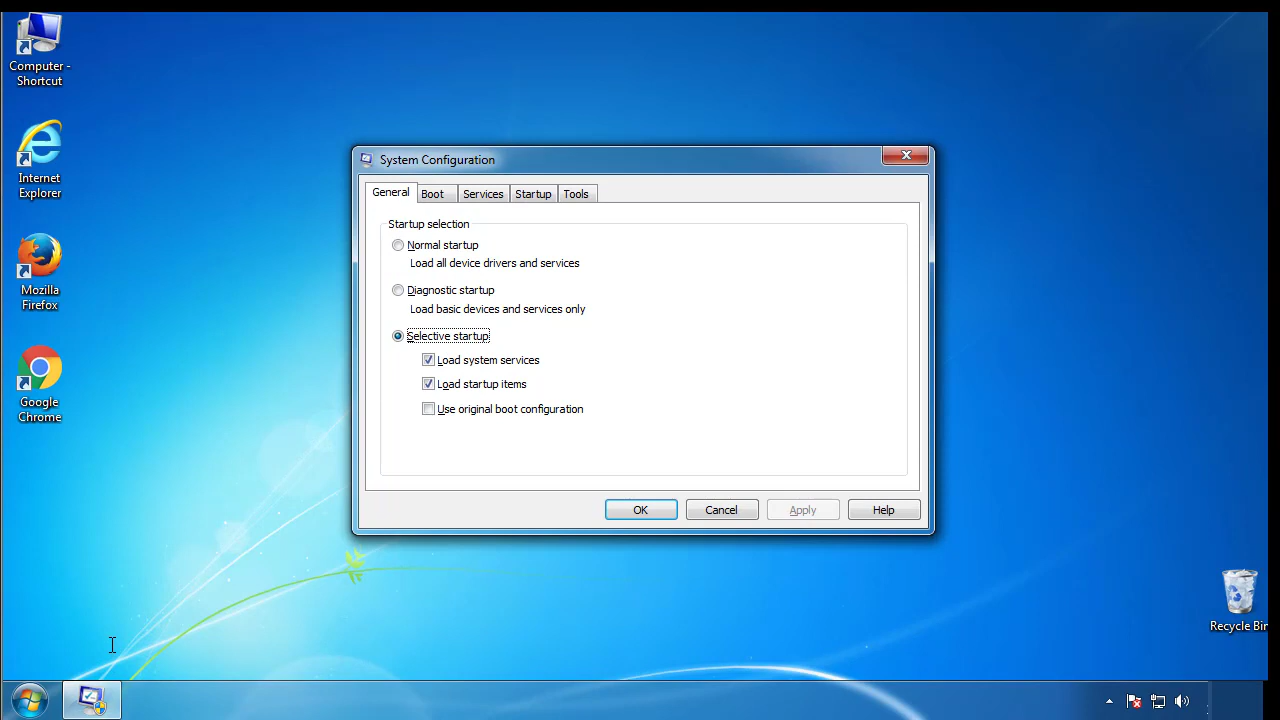 Computer -
Shortcut
Internet
Explorer
Mozilla
Firefox
Google
Chrome
System Configuration
General
Boot
Services
Startup
Tools
Startup selection
Normal startup
Load all device drivers and services
Diagnostic startup
Load basic devices and services only
Selective startup
Load system services
Load startup items
Use original boot configuration
OK
Cancel
Apply
Help
Recycle Bin